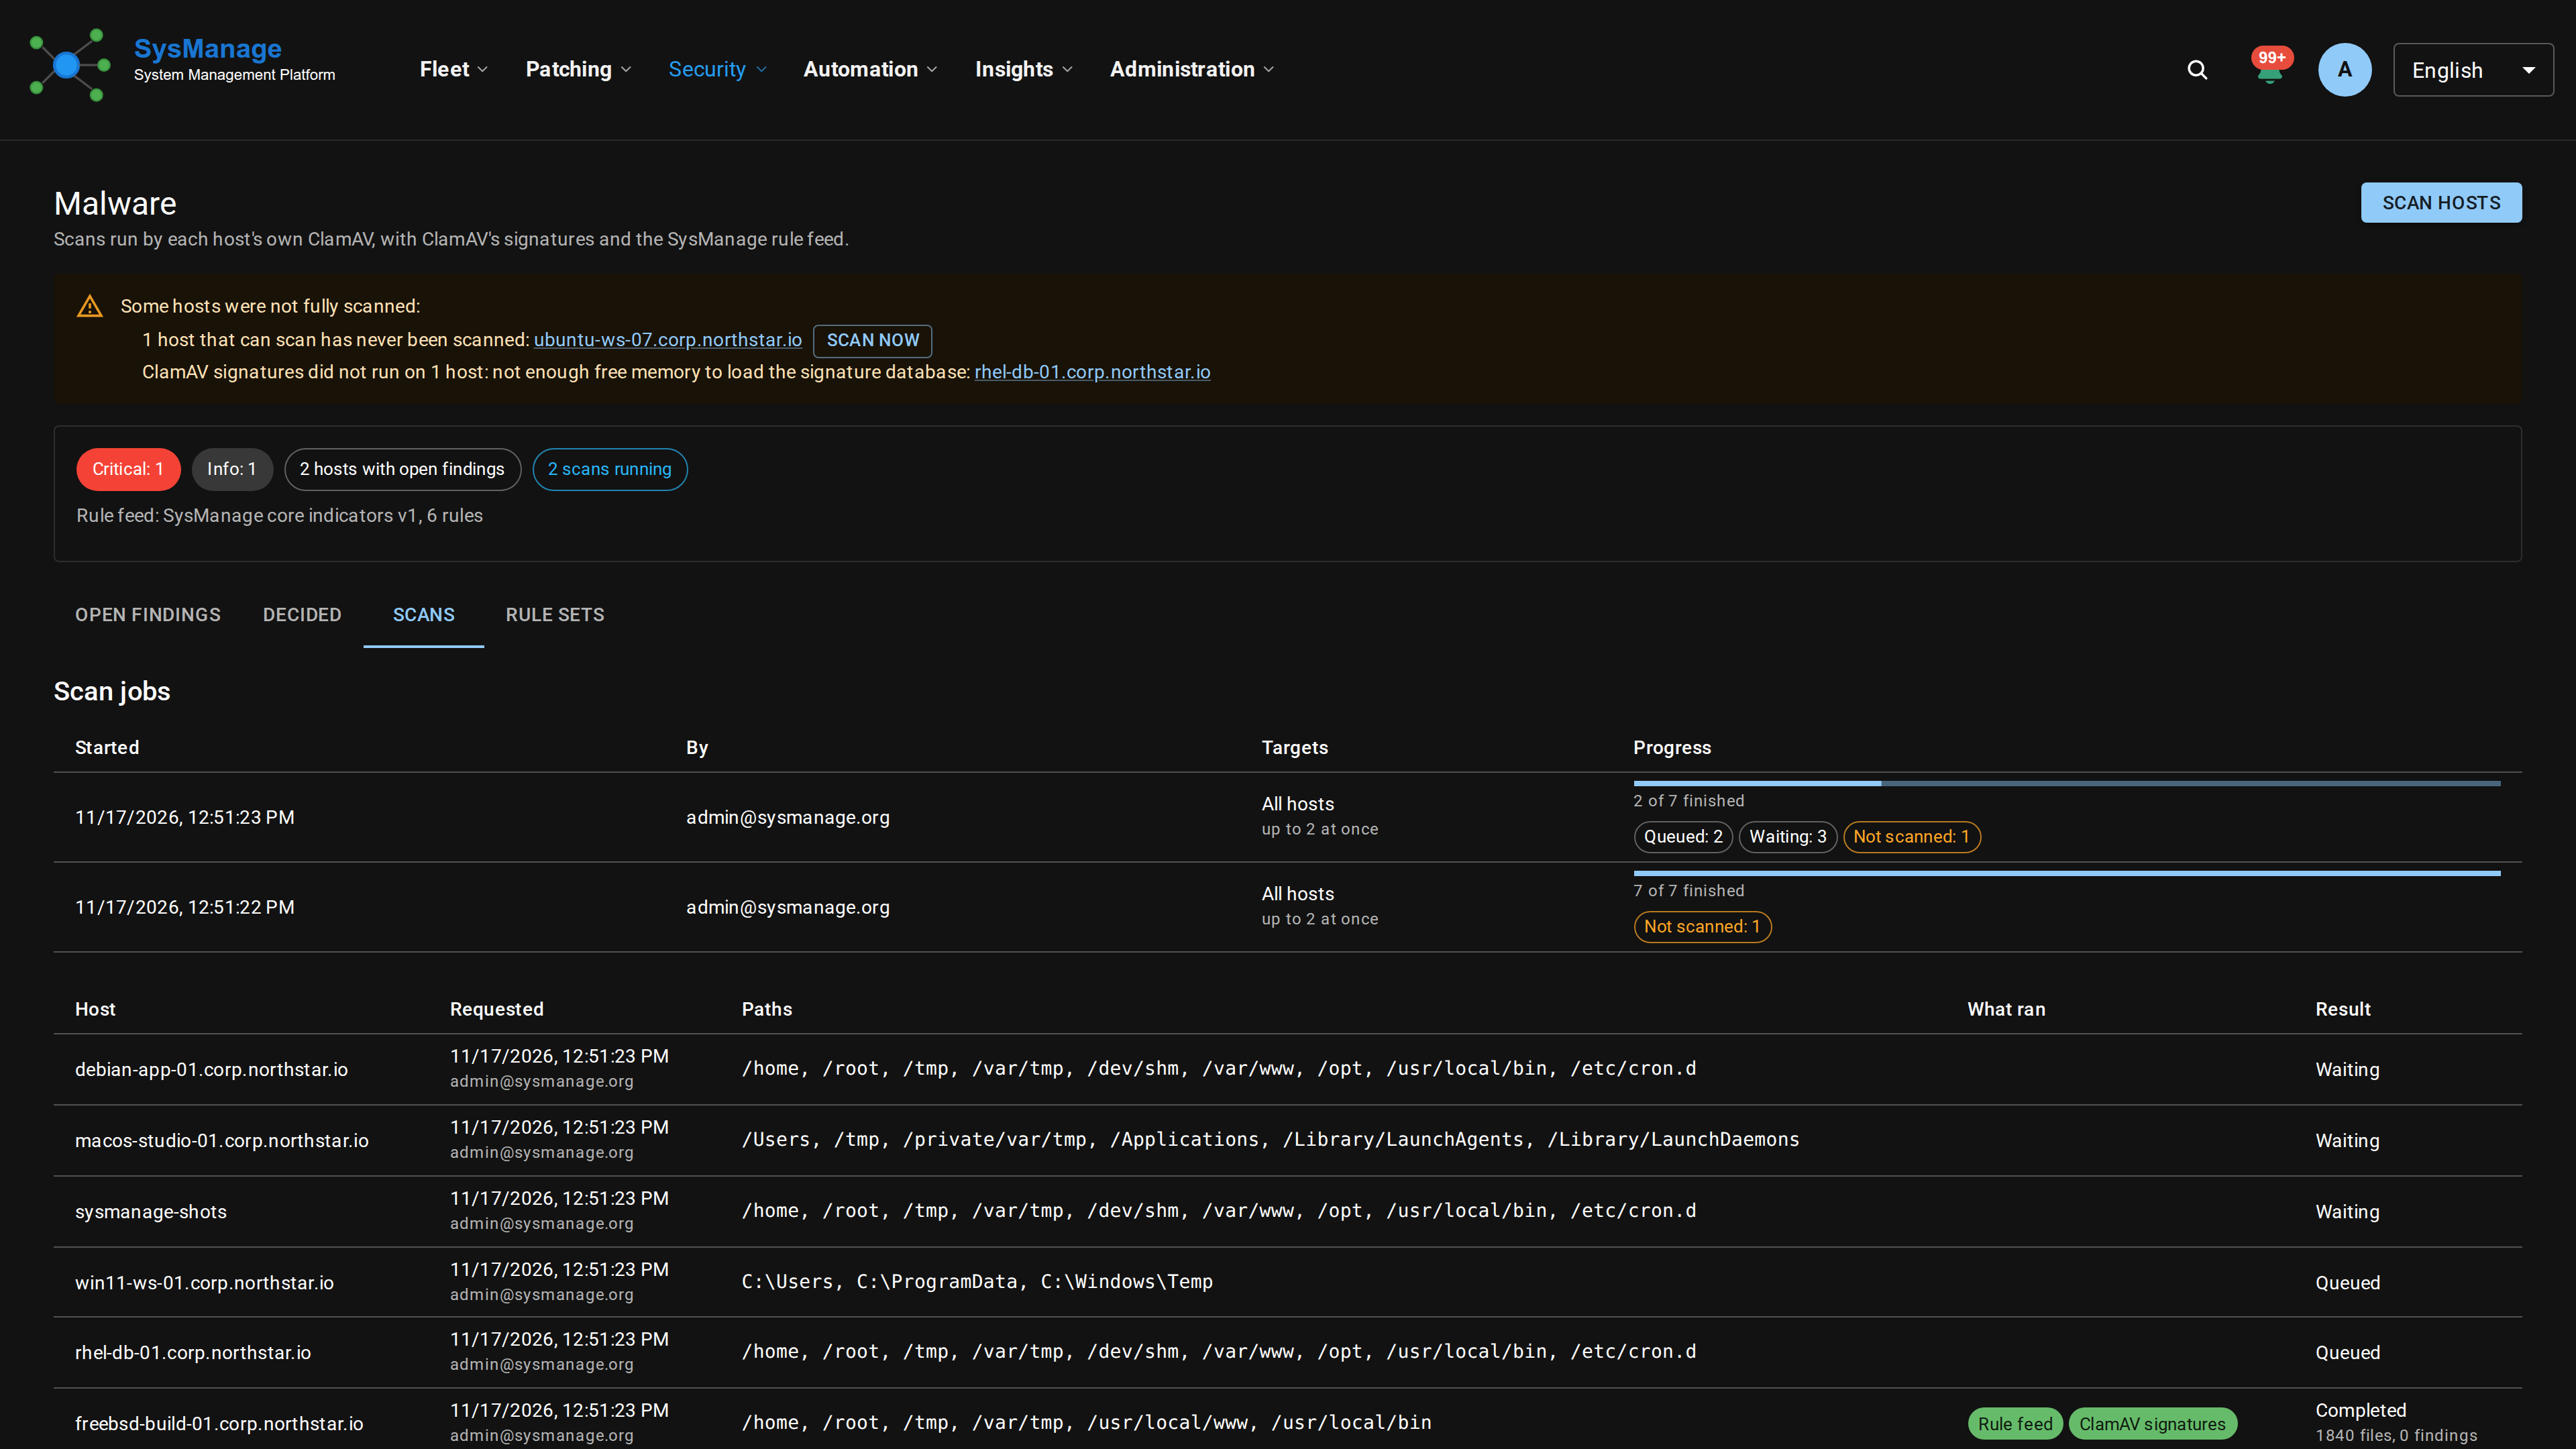 SysManage
System Management Platform
Fleet
Patching
Security
Automation
Insights
Administration
99+
A
English
Malware
SCAN HOSTS
Scans run by each host's own ClamAV, with ClamAV's signatures and the SysManage rule feed.
Some hosts were not fully scanned:
1 host that can scan has never been scanned: ubuntu-ws-07.corp.northstar.io SCAN NOW
ClamAV signatures did not run on 1 host: not enough free memory to load the signature database: rhel-db-01.corp.northstar.io
Critical: 1 Info: 1 2 hosts with open findings 2 scans running
Rule feed: SysManage core indicators v1, 6 rules
OPEN FINDINGS DECIDED SCANS RULE SETS
Scan jobs
Started By Targets Progress
11/17/2026, 12:51:23 PM admin@sysmanage.org All hosts
up to 2 at once
2 of 7 finished
Queued: 2 Waiting: 3 Not scanned: 1
11/17/2026, 12:51:22 PM admin@sysmanage.org All hosts
up to 2 at once
7 of 7 finished
Not scanned: 1
Host Requested Paths What ran Result
debian-app-01.corp.northstar.io 11/17/2026, 12:51:23 PM /home, /root, /tmp, /var/tmp, /dev/shm, /var/www, /opt, /usr/local/bin, /etc/cron.d Waiting
admin@sysmanage.org
macos-studio-01.corp.northstar.io 11/17/2026, 12:51:23 PM /Users, /tmp, /private/var/tmp, /Applications, /Library/LaunchAgents, /Library/LaunchDaemons Waiting
admin@sysmanage.org
sysmanage-shots 11/17/2026, 12:51:23 PM /home, /root, /tmp, /var/tmp, /dev/shm, /var/www, /opt, /usr/local/bin, /etc/cron.d Waiting
admin@sysmanage.org
win11-ws-01.corp.northstar.io 11/17/2026, 12:51:23 PM C:\Users, C:\ProgramData, C:\Windows\Temp Queued
admin@sysmanage.org
rhel-db-01.corp.northstar.io 11/17/2026, 12:51:23 PM /home, /root, /tmp, /var/tmp, /dev/shm, /var/www, /opt, /usr/local/bin, /etc/cron.d Queued
admin@sysmanage.org
freebsd-build-01.corp.northstar.io 11/17/2026, 12:51:23 PM /home, /root, /tmp, /var/tmp, /usr/local/www, /usr/local/bin Rule feed ClamAV signatures Completed
admin@sysmanage.org 1840 files, 0 findings